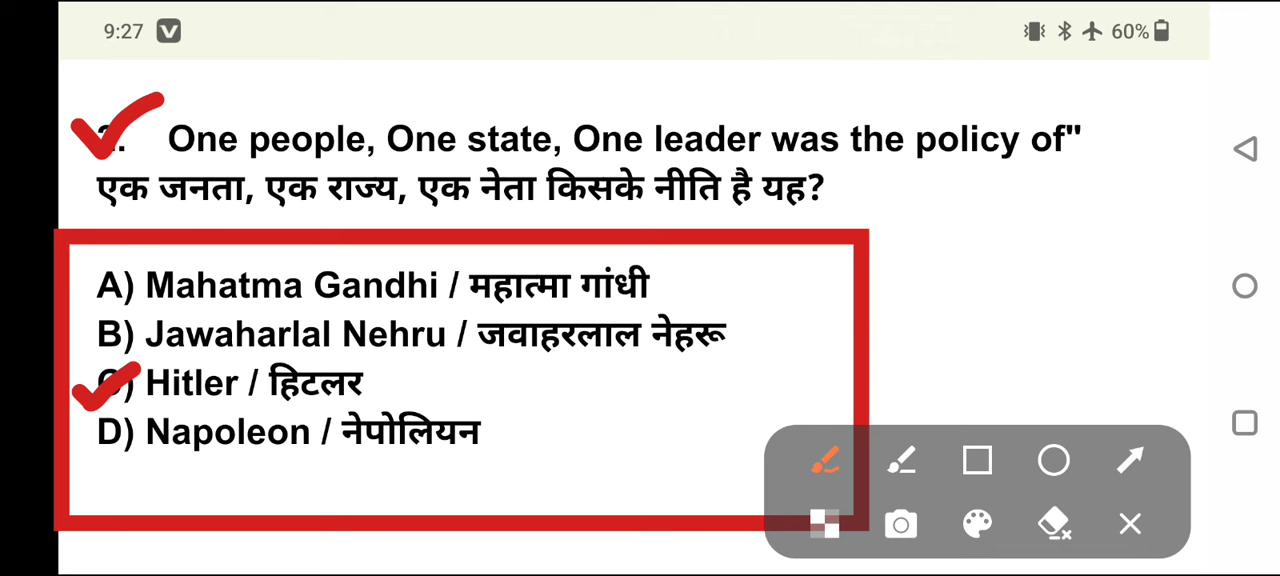 9:27
60%
One people, One state, One leader was the policy of"
एक जनता, एक राज्य, एक नेता किसके नीति है यह?
A) Mahatma Gandhi / महात्मा गांधी
B) Jawaharlal Nehru / जवाहरलाल नेहरू
Hitler / हिटलर
D) Napoleon / नेपोलियन